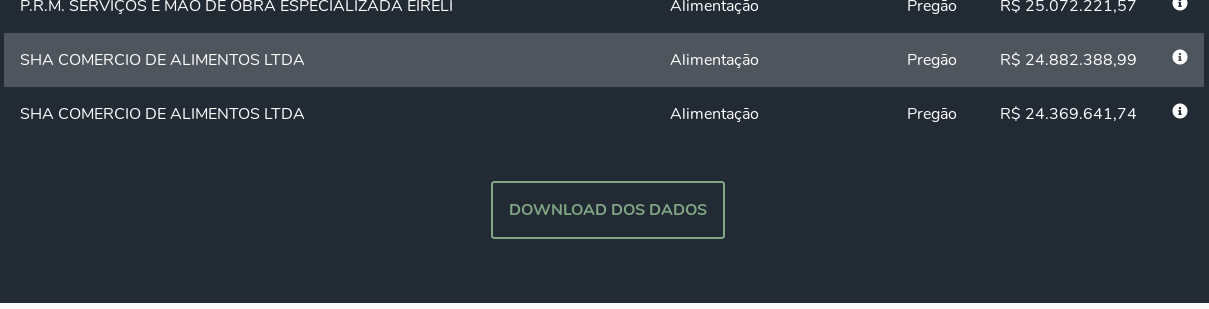 P.R.M. SERVIÇOS E MÃO DE OBRA ESPECIALIZADA EIRELI Alimentação Pregão R$ 25.072.221,57
SHA COMERCIO DE ALIMENTOS LTDA Alimentação Pregão R$ 24.882.388,99
SHA COMERCIO DE ALIMENTOS LTDA Alimentação Pregão R$ 24.369.641,74
DOWNLOAD DOS DADOS